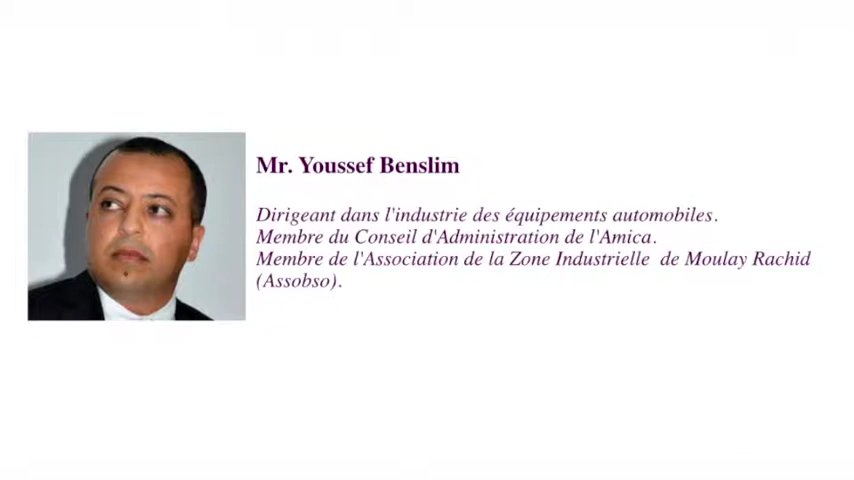 Mr. Youssef Benslim
Dirigeant dans l'industrie des équipements automobiles.
Membre du Conseil d'Administration de l'Amica.
Membre de l'Association de la Zone Industrielle de Moulay Rachid
(Assobso).